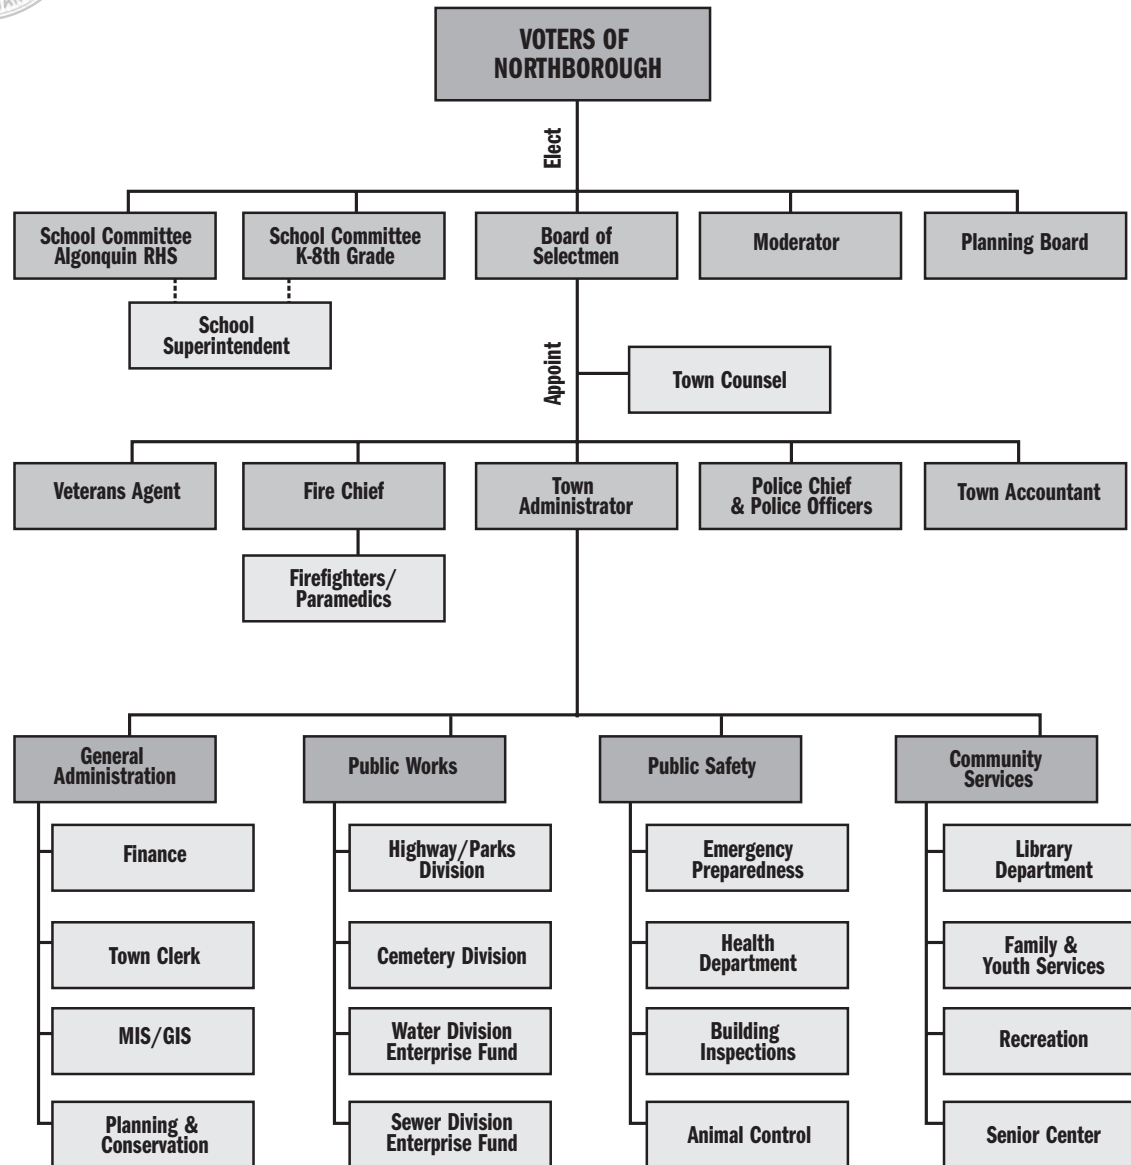 VOTERS OF
NORTHBOROUGH
Elect
School Committee
Algonquin RHS
School Committee
K-8th Grade
Board of
Selectmen
Moderator
Planning Board
School
Superintendent
Appoint
Town Counsel
Veterans Agent
Fire Chief
Town
Administrator
Police Chief
& Police Officers
Town Accountant
Firefighters/
Paramedics
General
Administration
Public Works
Public Safety
Community
Services
Finance
Highway/Parks
Division
Emergency
Preparedness
Library
Department
Town Clerk
Cemetery Division
Health
Department
Family &
Youth Services
MIS/GIS
Water Division
Enterprise Fund
Building
Inspections
Recreation
Planning &
Conservation
Sewer Division
Enterprise Fund
Animal Control
Senior Center